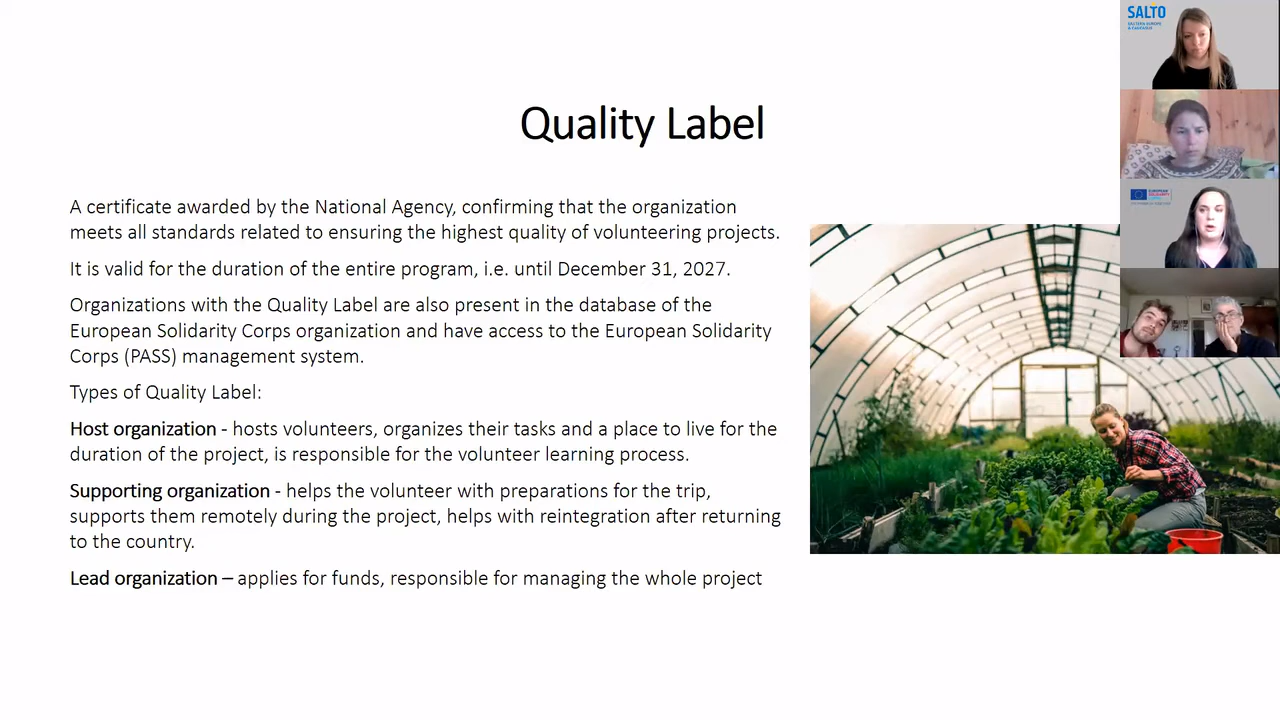 Quality Label
A certificate awarded by the National Agency, confirming that the organization
meets all standards related to ensuring the highest quality of volunteering projects.
It is valid for the duration of the entire program, i.e. until December 31, 2027.
Organizations with the Quality Label are also present in the database of the
European Solidarity Corps organization and have access to the European Solidarity
Corps (PASS) management system.
Types of Quality Label:
Host organization - hosts volunteers, organizes their tasks and a place to live for the
duration of the project, is responsible for the volunteer learning process.
Supporting organization - helps the volunteer with preparations for the trip,
supports them remotely during the project, helps with reintegration after returning
to the country.
Lead organization – applies for funds, responsible for managing the whole project
SALTO
EASTERN EUROPE
& CAUCASUS
EUROPEAN
SOLIDARITY
CORPS